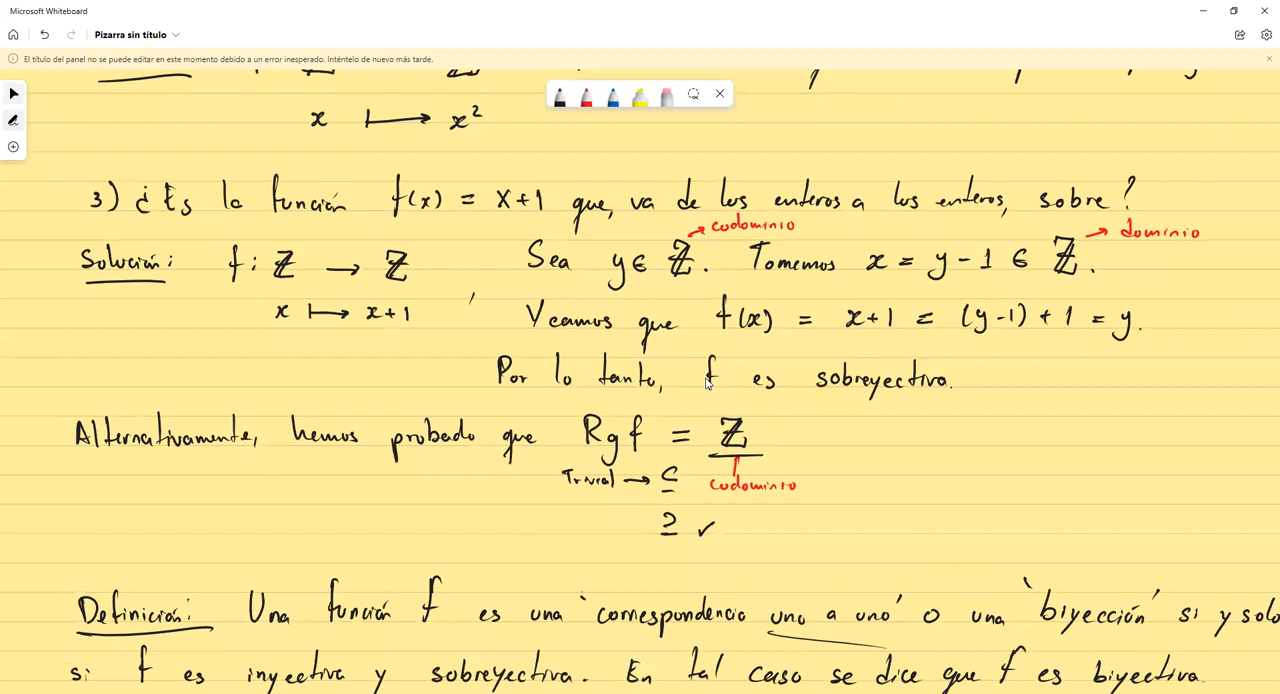 Microsoft Whiteboard
Pizarra sin título
El título del panel no se puede editar en este momento debido a un error inesperado. Inténtelo de nuevo más tarde.
x ⟼ x²
3) ¿Es la función f(x) = x+1 que, va de los enteros a los enteros, sobre?
→ codominio → dominio
Solución: f: ℤ → ℤ Sea y ∈ ℤ. Tomemos x = y - 1 ∈ ℤ.
x ⟼ x+1 , Veamos que f(x) = x+1 = (y-1) + 1 = y.
Por lo tanto, f es sobreyectiva.
Alternativamente, hemos probado que Rg f = ℤ
Trivial → ⊆ codominio
⊇ ✓
Definición: Una función f es una 'correspondencia uno a uno' o una 'biyección' si y solo
si f es inyectiva y sobreyectiva. En tal caso se dice que f es biyectiva.